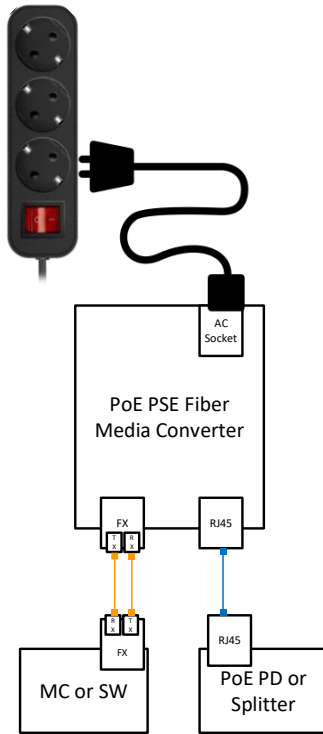 AC
Socket
PoE PSE Fiber
Media Converter
FX
RJ45
T
X
R
X
R
X
T
X
FX
RJ45
MC or SW
PoE PD or
Splitter